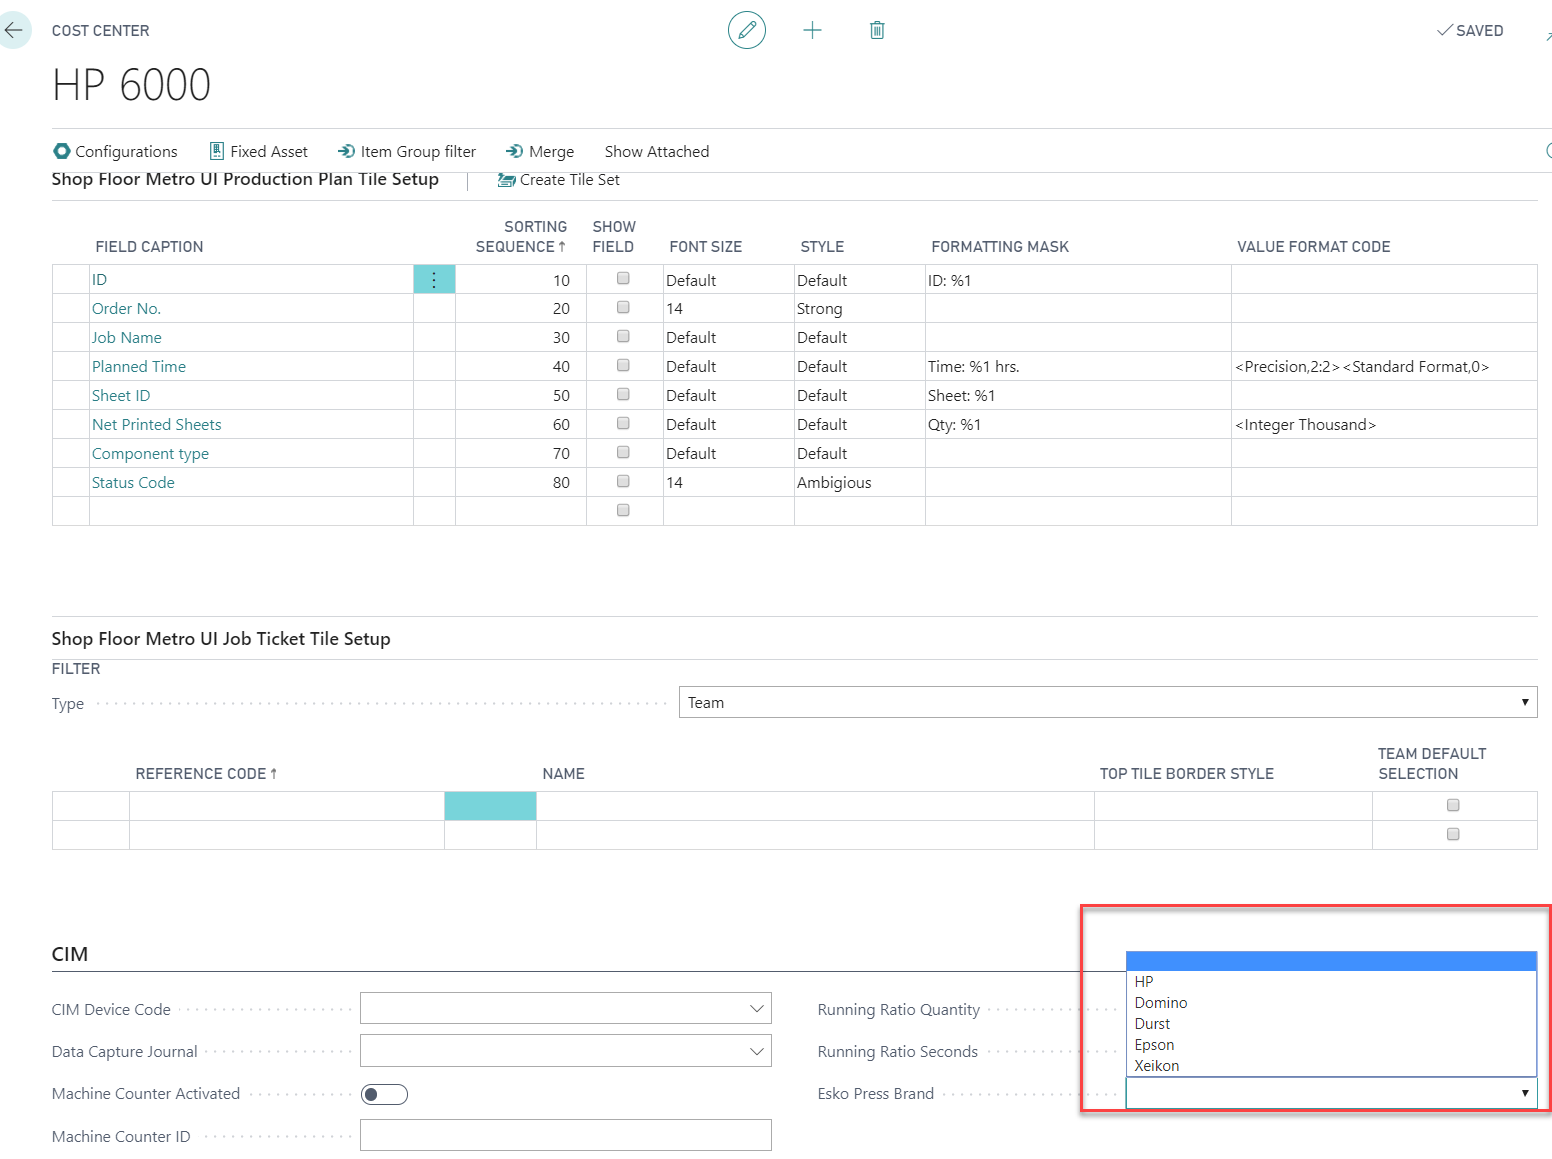 COST CENTER
SAVED
HP 6000
Configurations Fixed Asset Item Group filter Merge Show Attached
Shop Floor Metro UI Production Plan Tile Setup Create Tile Set
FIELD CAPTION SORTING SEQUENCE↑ SHOW FIELD FONT SIZE STYLE FORMATTING MASK VALUE FORMAT CODE
ID 10 Default Default ID: %1
Order No. 20 14 Strong
Job Name 30 Default Default
Planned Time 40 Default Default Time: %1 hrs. <Precision,2:2><Standard Format,0>
Sheet ID 50 Default Default Sheet: %1
Net Printed Sheets 60 Default Default Qty: %1 <Integer Thousand>
Component type 70 Default Default
Status Code 80 14 Ambigious
Shop Floor Metro UI Job Ticket Tile Setup
FILTER
Type Team
REFERENCE CODE↑ NAME TOP TILE BORDER STYLE TEAM DEFAULT SELECTION
CIM
CIM Device Code
Data Capture Journal
Machine Counter Activated
Machine Counter ID
Running Ratio Quantity
Running Ratio Seconds
Esko Press Brand
HP
Domino
Durst
Epson
Xeikon